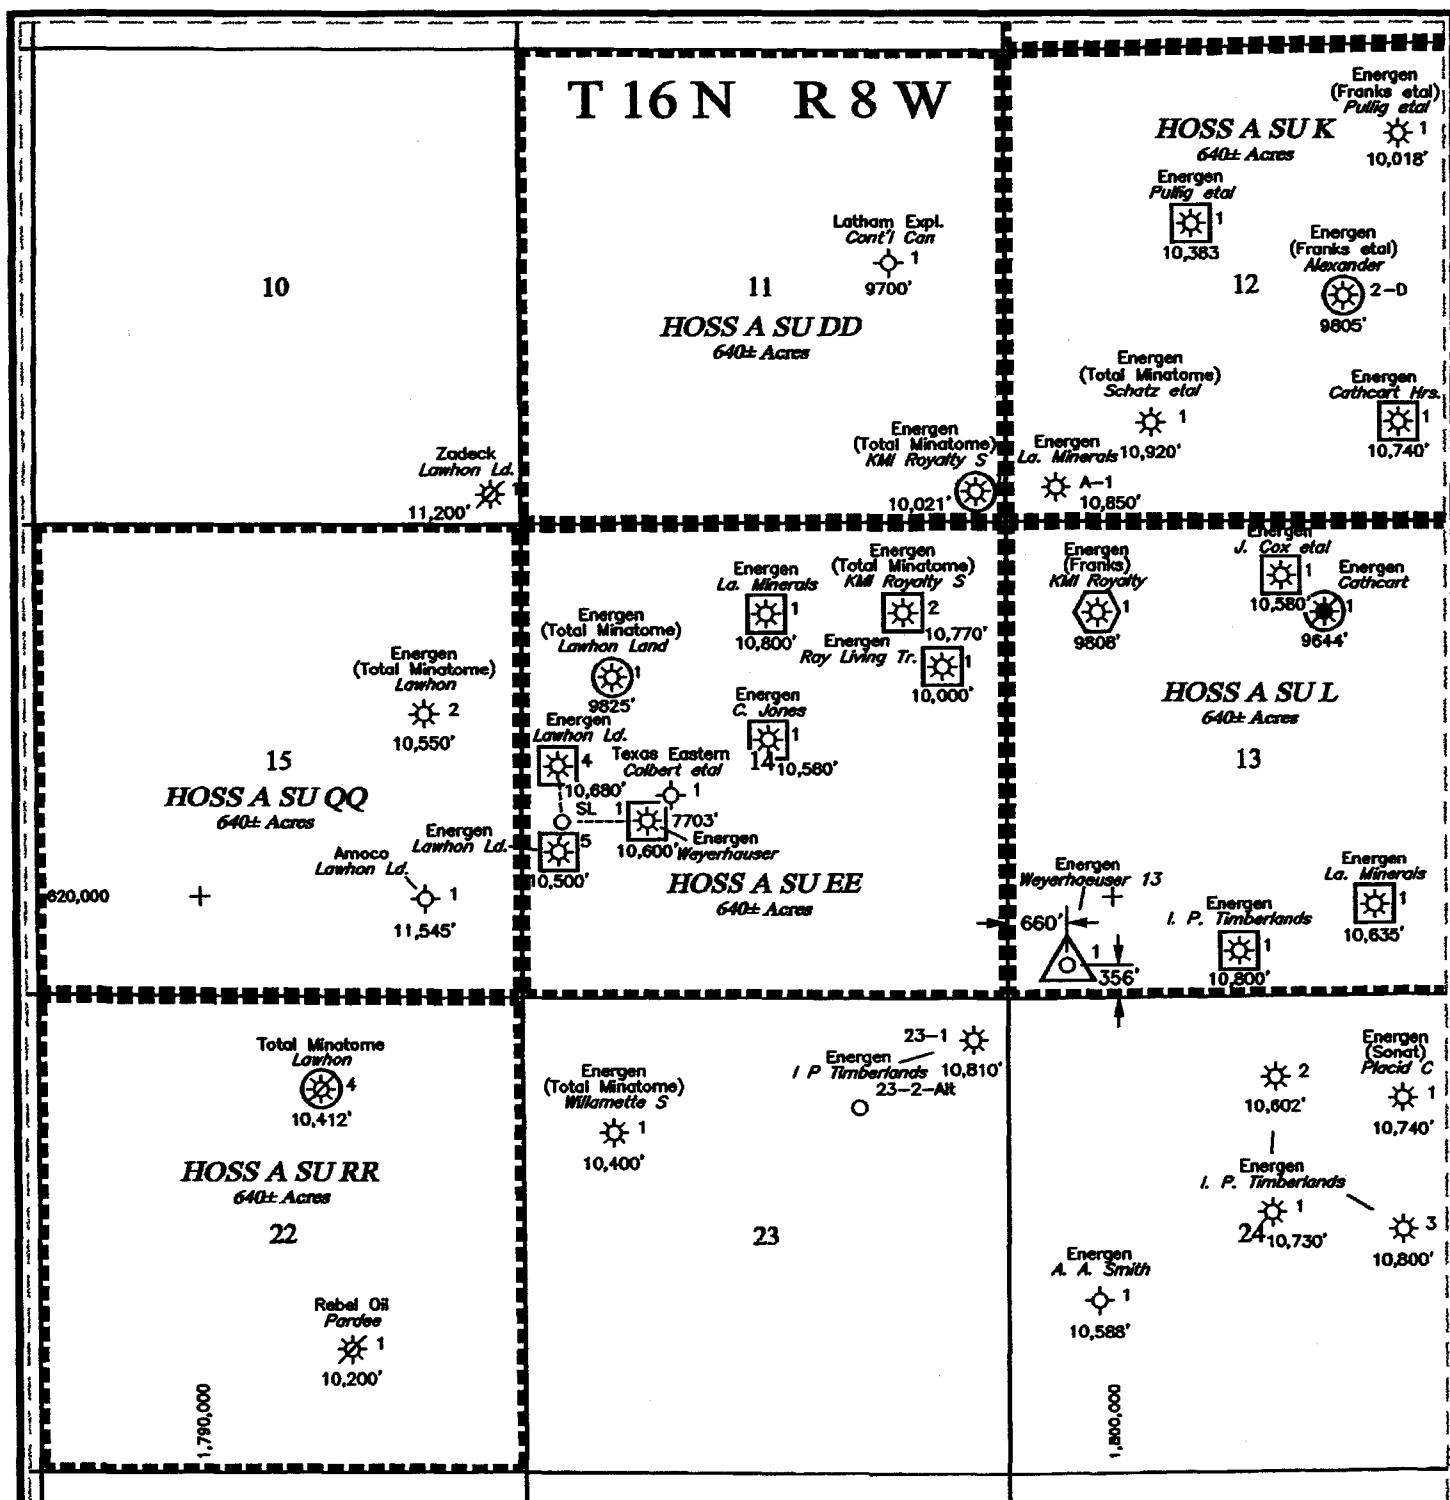 T 16 N R 8 W
Energen
(Franks etal)
Pullig etal
1
10,018'
HOSS A SU K
640± Acres
Energen
Pullig etal
1
10,383
Energen
(Franks etal)
Alexander
2-D
9805'
12
Energen
(Total Minatome)
Schatz etal
1
10,920'
Energen
Cathcart Hrs.
1
10,740'
Energen
La. Minerals
A-1
10,850'
Latham Expl.
Cont'l Can
1
9700'
11
HOSS A SU DD
640± Acres
Energen
(Total Minatome)
KMI Royalty S
10,021'
10
Zadeck
Lawhon Ld.
1
11,200'
Energen
(Total Minatome)
Lawhon
2
10,550'
15
HOSS A SU QQ
640± Acres
Amoco
Lawhon Ld.
1
11,545'
620,000
Energen
Lawhon Ld.
5
10,500'
Energen
(Total Minatome)
Lawhon Land
1
9825'
Energen
Lawhon Ld.
4
10,680'
SL
Energen
La. Minerals
1
10,800'
Energen
(Total Minatome)
KMI Royalty S
2
10,770'
Energen
Ray Living Tr.
1
10,000'
Energen
C. Jones
1
10,560'
14
Texas Eastern
Colbert etal
1
7703'
1
10,600'
Energen
Weyerhauser
HOSS A SU EE
640± Acres
Energen
(Franks)
KMI Royalty
1
9808'
Energen
J. Cox etal
1
10,580'
Energen
Cathcart
1
9644'
HOSS A SU L
640± Acres
13
Energen
Weyerhaeuser 13
660'
1
356'
Energen
I. P. Timberlands
1
10,800'
Energen
La. Minerals
1
10,635'
Total Minatome
Lawhon
4
10,412'
HOSS A SU RR
640± Acres
22
Rebel Oil
Pardee
1
10,200'
1,790,000
Energen
(Total Minatome)
Willamette S
1
10,400'
23-1
Energen
I P Timberlands
10,810'
23-2-Alt
23
2
10,602'
Energen
(Sonat)
Placid C
1
10,740'
Energen
I. P. Timberlands
1
24
10,730'
3
10,800'
Energen
A. A. Smith
1
10,588'
1,800,000